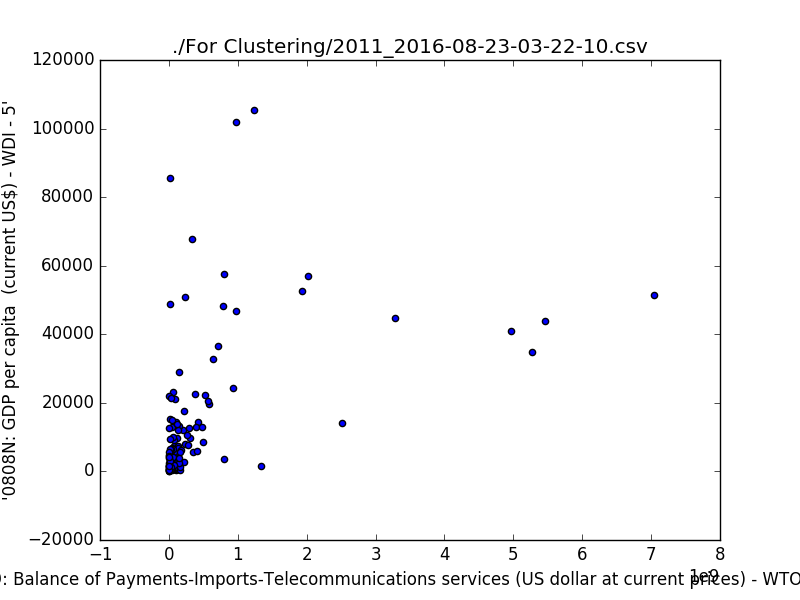 ./For Clustering/2011_2016-08-23-03-22-10.csv
120000
100000
80000
60000
40000
20000
0
−20000
'0808N: GDP per capita  (current US$) - WDI - 5'
−1 0 1 2 3 4 5 6 7 8
1e9
: Balance of Payments-Imports-Telecommunications services (US dollar at current prices) - WTO